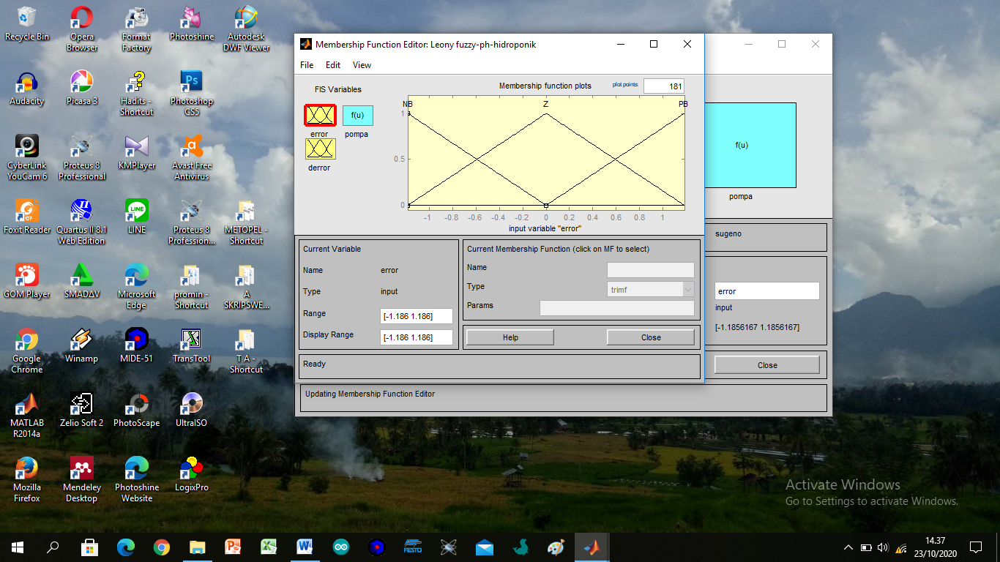 Recycle Bin
Opera
Browser
Format
Factory
Photoshine
Autodesk
DWF Viewer
Audacity
Picasa 3
Hadits -
Shortcut
Photoshop
CS5
CyberLink
YouCam 6
Proteus 8
Professional
KMPlayer
Avast Free
Antivirus
Foxit Reader
Quartus II 8.1
Web Edition
LINE
Proteus 8
Profession...
METOPEL -
Shortcut
GOM Player
SMADΔV
Microsoft
Edge
promin -
Shortcut
A
SKRIPSWE...
Google
Chrome
Winamp
MIDE-51
TransTool
T A -
Shortcut
MATLAB
R2014a
Zelio Soft 2
PhotoScape
UltraISO
Mozilla
Firefox
Mendeley
Desktop
Photoshine
Website
LogixPro
Membership Function Editor: Leony fuzzy-ph-hidroponik
File Edit View
FIS Variables
Membership function plots
plot points:
181
f(u)
error
pompa
derror
NB Z PB
1
0.5
0
-1 -0.8 -0.6 -0.4 -0.2 0 0.2 0.4 0.6 0.8 1
input variable "error"
Current Variable
Name error
Type input
Range [-1.186 1.186]
Display Range [-1.186 1.186]
Current Membership Function (click on MF to select)
Name
Type trimf
Params
Help Close
Ready
f(u)
pompa
sugeno
error
input
[-1.1856167 1.1856167]
Close
Updating Membership Function Editor
Activate Windows
Go to Settings to activate Windows.
FESTO
14.37
23/10/2020